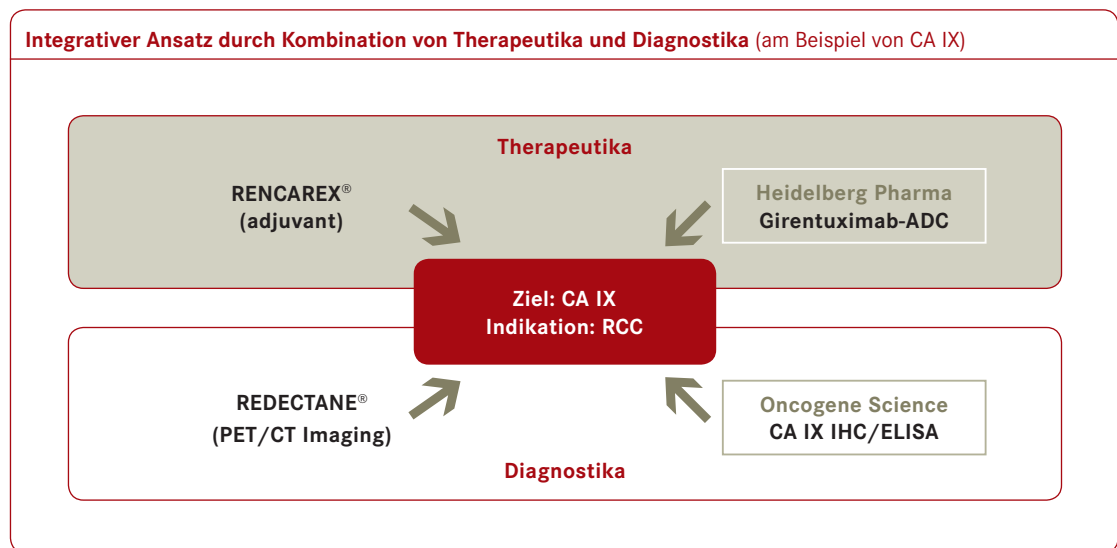 Integrativer Ansatz durch Kombination von Therapeutika und Diagnostika (am Beispiel von CA IX)
Therapeutika
RENCAREX®
(adjuvant)
Heidelberg Pharma
Girentuximab-ADC
Ziel: CA IX
Indikation: RCC
REDECTANE®
(PET/CT Imaging)
Oncogene Science
CA IX IHC/ELISA
Diagnostika